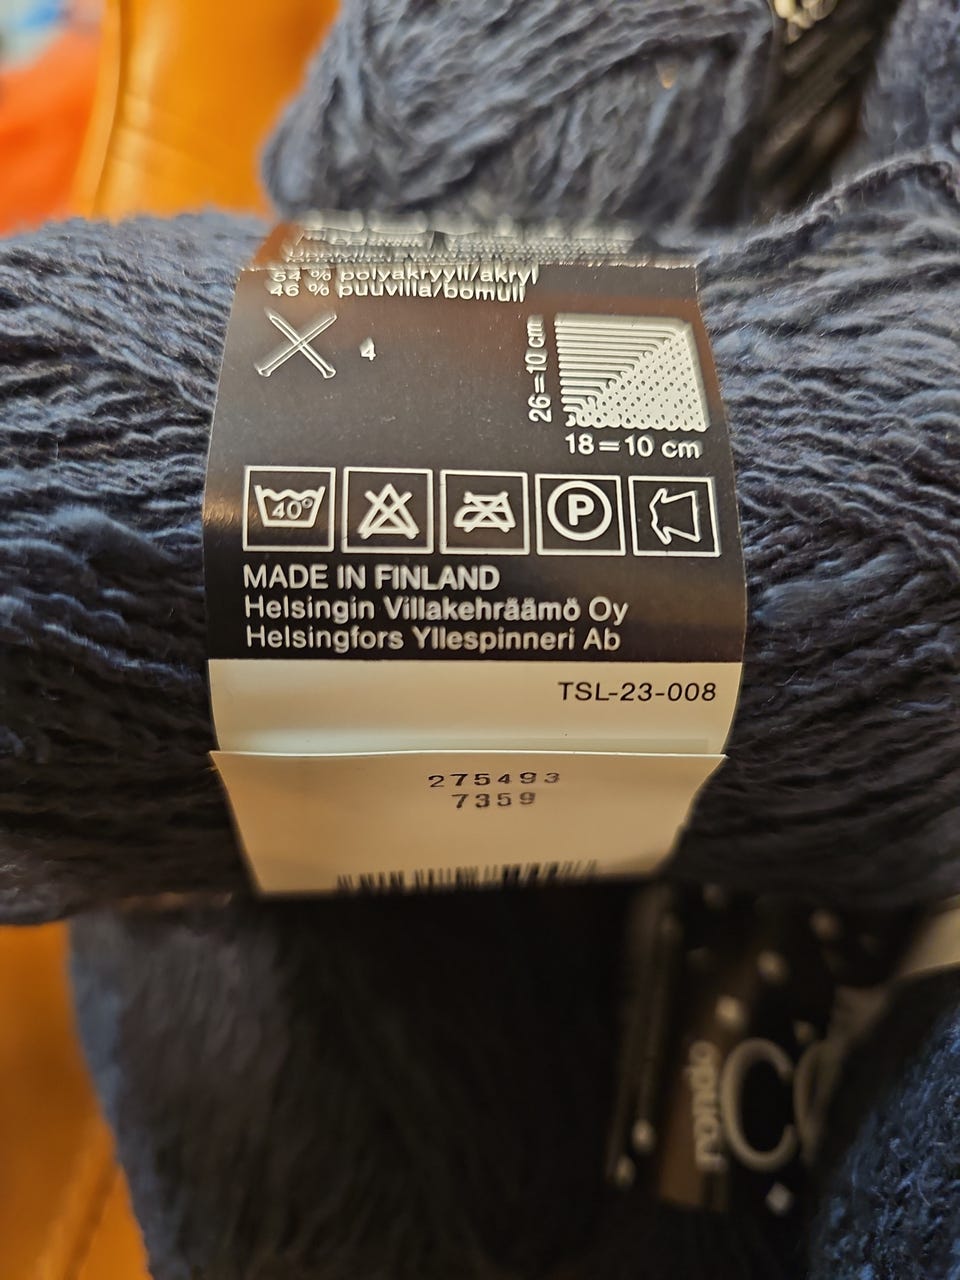 54 % polyakryyli/akryl
46 % puuvilla/bomull
4
26=10 cm
18=10 cm
40°
P
MADE IN FINLAND
Helsingin Villakehräämö Oy
Helsingfors Yllespinneri Ab
TSL-23-008
275493
7359